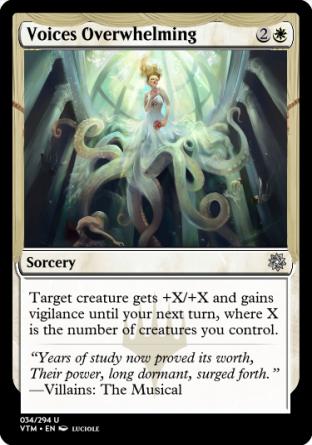 Voices Overwhelming 2
Sorcery
Target creature gets +X/+X and gains
vigilance until your next turn, where X
is the number of creatures you control.
“Years of study now proved its worth,
Their power, long dormant, surged forth.”
—Villains: The Musical
034/294 U
VTM • EN LUCIOLE